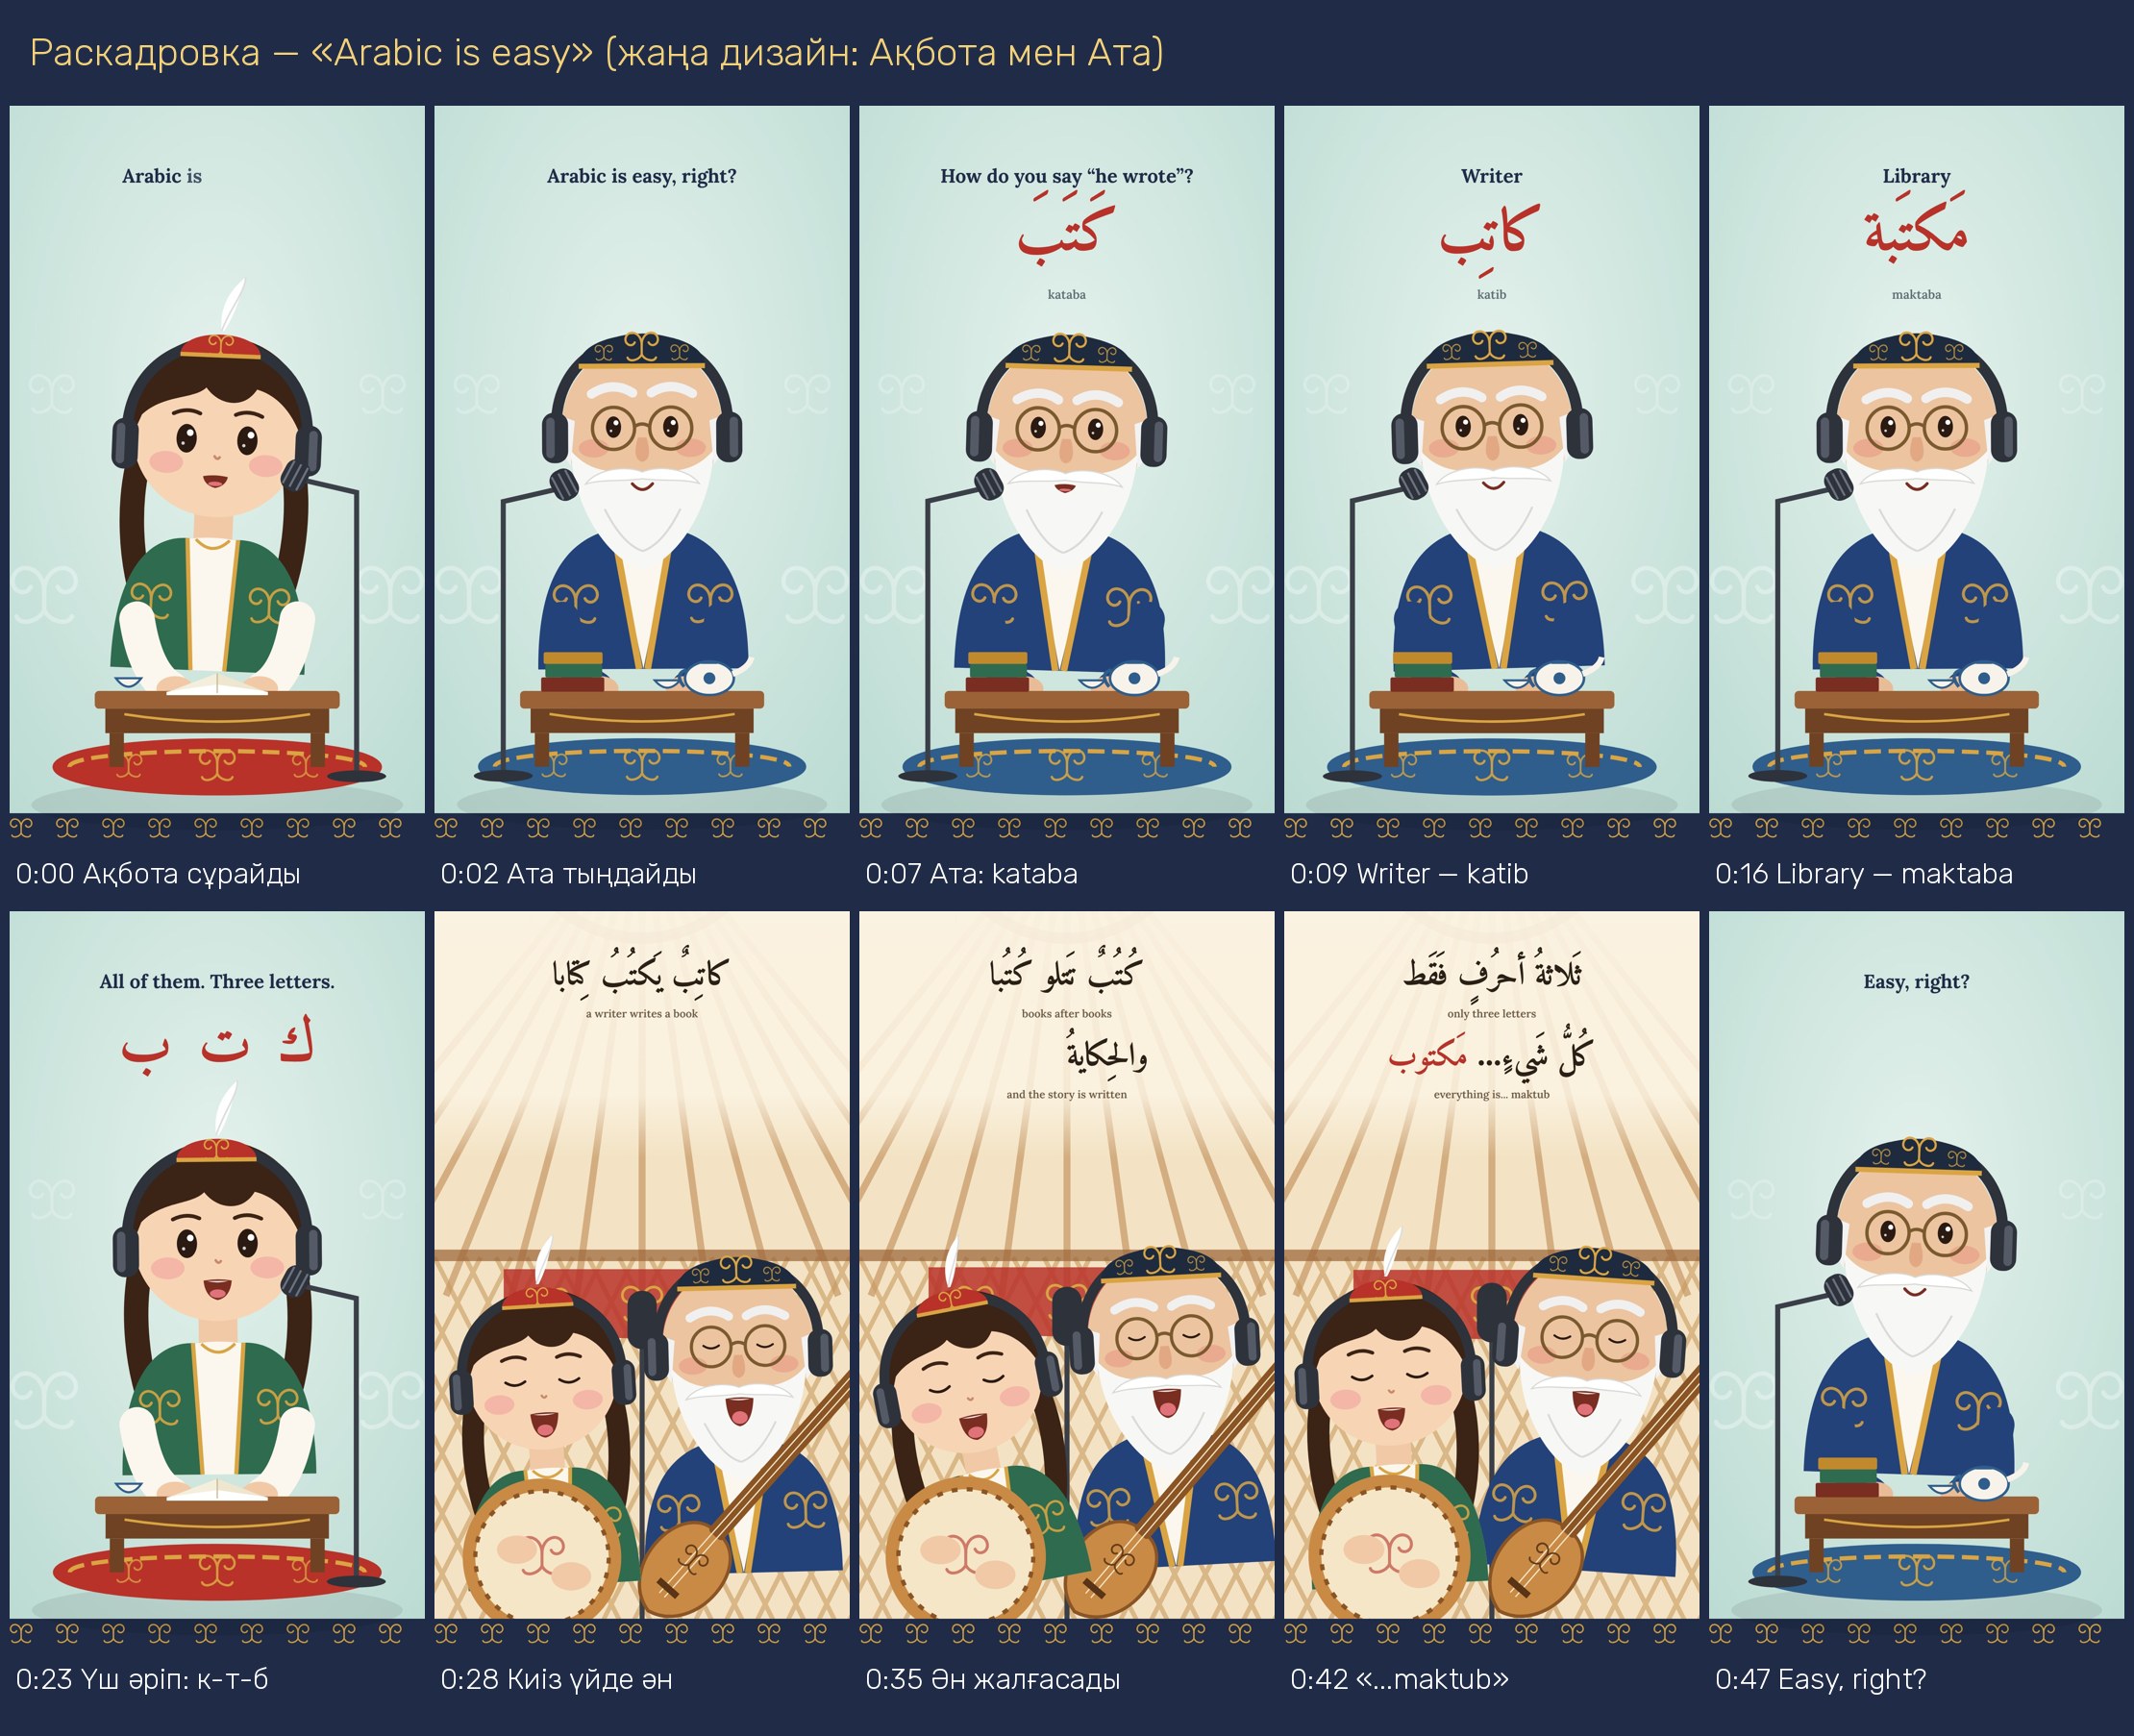 Раскадровка — «Arabic is easy» (жаңа дизайн: Ақбота мен Ата)
Arabic is
0:00 Ақбота сұрайды
Arabic is easy, right?
0:02 Ата тыңдайды
How do you say “he wrote”?
كَتَبَ
kataba
0:07 Ата: kataba
Writer
كاتِب
katib
0:09 Writer — katib
Library
مَكتَبة
maktaba
0:16 Library — maktaba
All of them. Three letters.
ك ت ب
0:23 Үш әріп: к-т-б
كاتِبٌ يَكتُبُ كِتابا
a writer writes a book
0:28 Киіз үйде ән
كُتُبٌ تَتلو كُتُبا
books after books
والحِكايةُ
and the story is written
0:35 Ән жалғасады
ثَلاثةُ أحرُفٍ فَقَط
only three letters
كُلُّ شَيءٍ... مَكتوب
everything is... maktub
0:42 «...maktub»
Easy, right?
0:47 Easy, right?